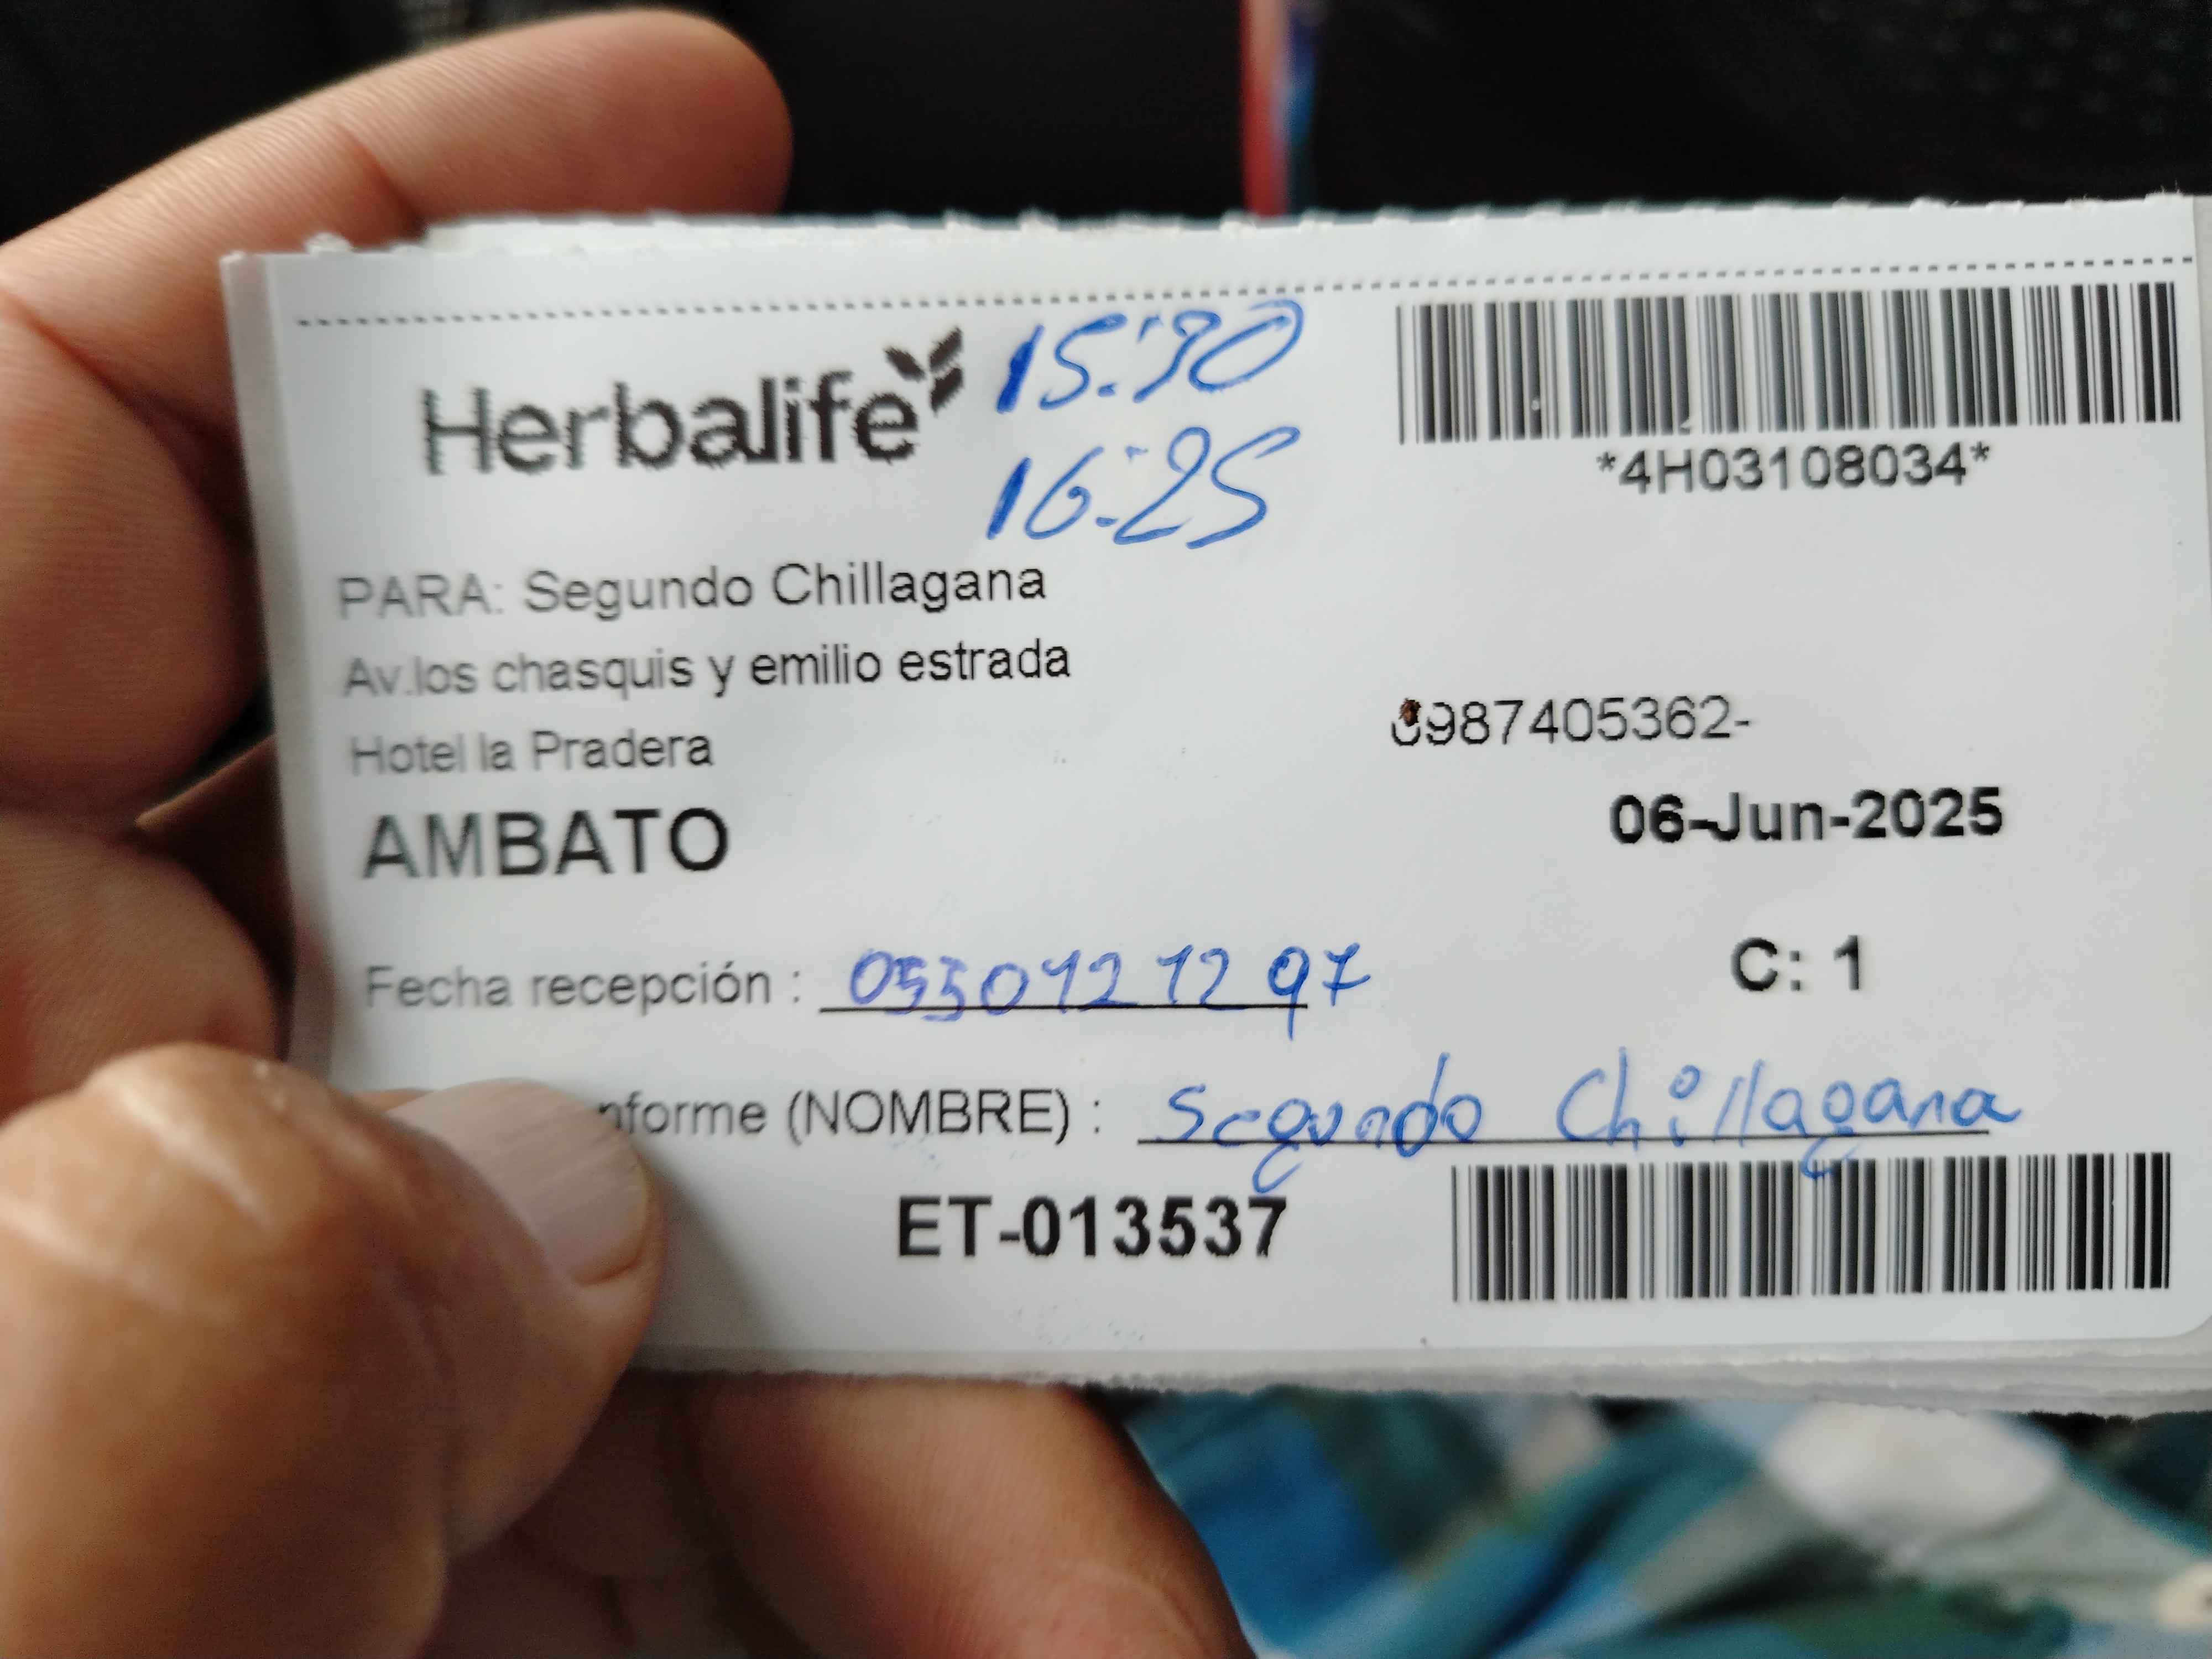 Herbalife
15:30
16:25
*4H03108034*
PARA: Segundo Chillagana
Av.los chasquis y emilio estrada
0987405362-
Hotel la Pradera
06-Jun-2025
AMBATO
C: 1
Fecha recepción :
nforme (NOMBRE) : Segundo Chillagana
ET-013537